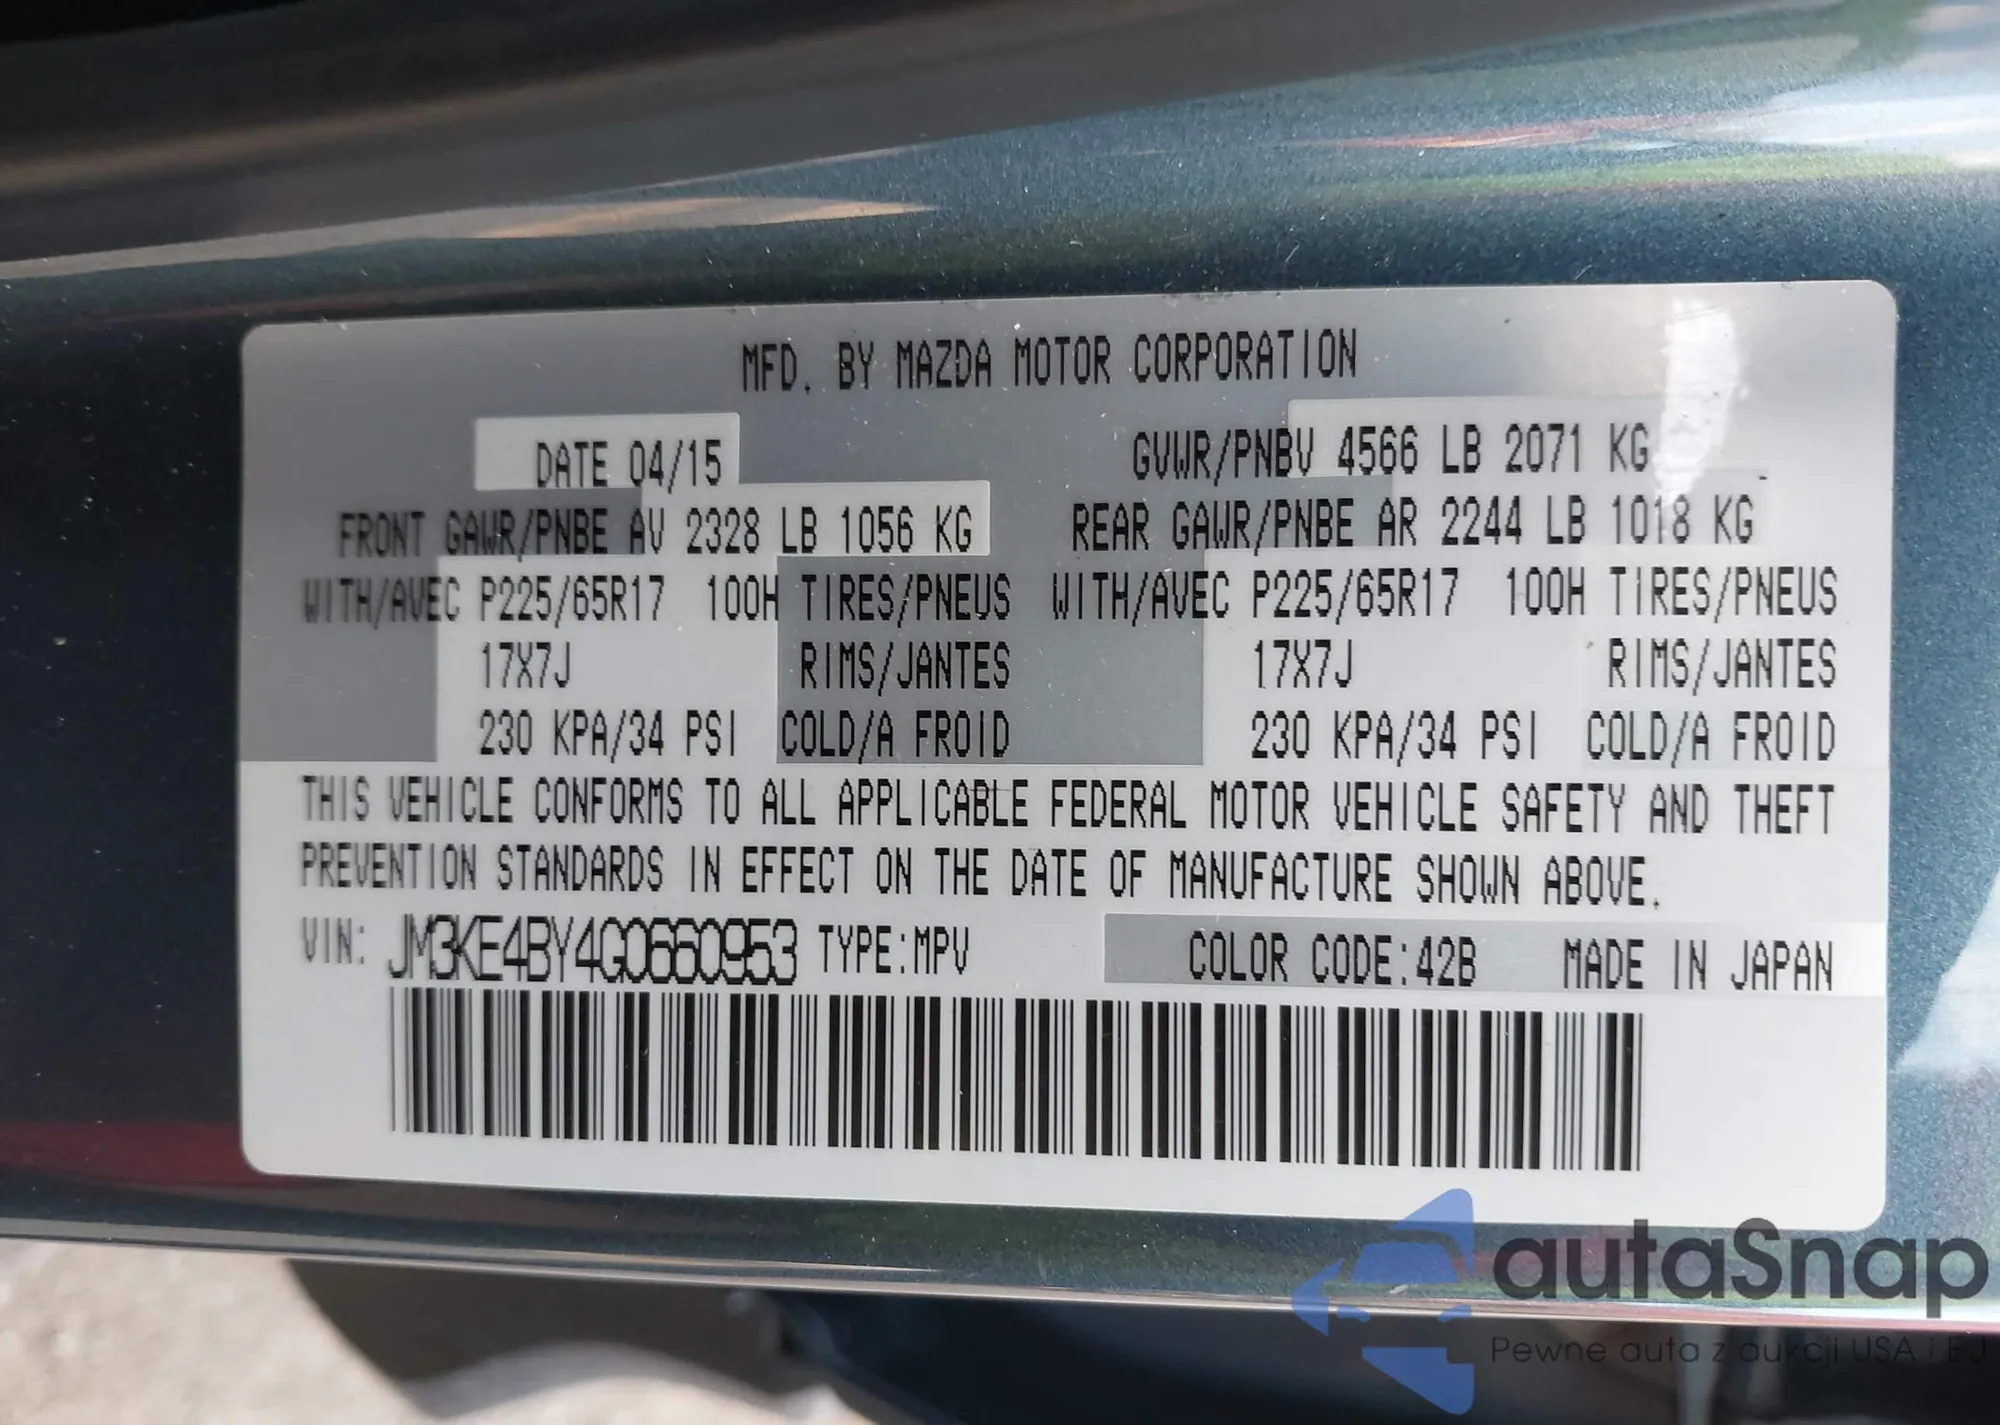 MFD. BY MAZDA MOTOR CORPORATION
DATE 04/15 GVWR/PNBV 4566 LB 2071 KG
FRONT GAWR/PNBE AV 2328 LB 1056 KG REAR GAWR/PNBE AR 2244 LB 1018 KG
WITH/AVEC P225/65R17 100H TIRES/PNEUS WITH/AVEC P225/65R17 100H TIRES/PNEUS
17X7J RIMS/JANTES 17X7J RIMS/JANTES
230 KPA/34 PSI COLD/A FROID 230 KPA/34 PSI COLD/A FROID
THIS VEHICLE CONFORMS TO ALL APPLICABLE FEDERAL MOTOR VEHICLE SAFETY AND THEFT
PREVENTION STANDARDS IN EFFECT ON THE DATE OF MANUFACTURE SHOWN ABOVE.
VIN: JM3KE4BY4G0660953 TYPE:MPV COLOR CODE:42B MADE IN JAPAN
autaSnap
Pewne auta z aukcji USA i EU